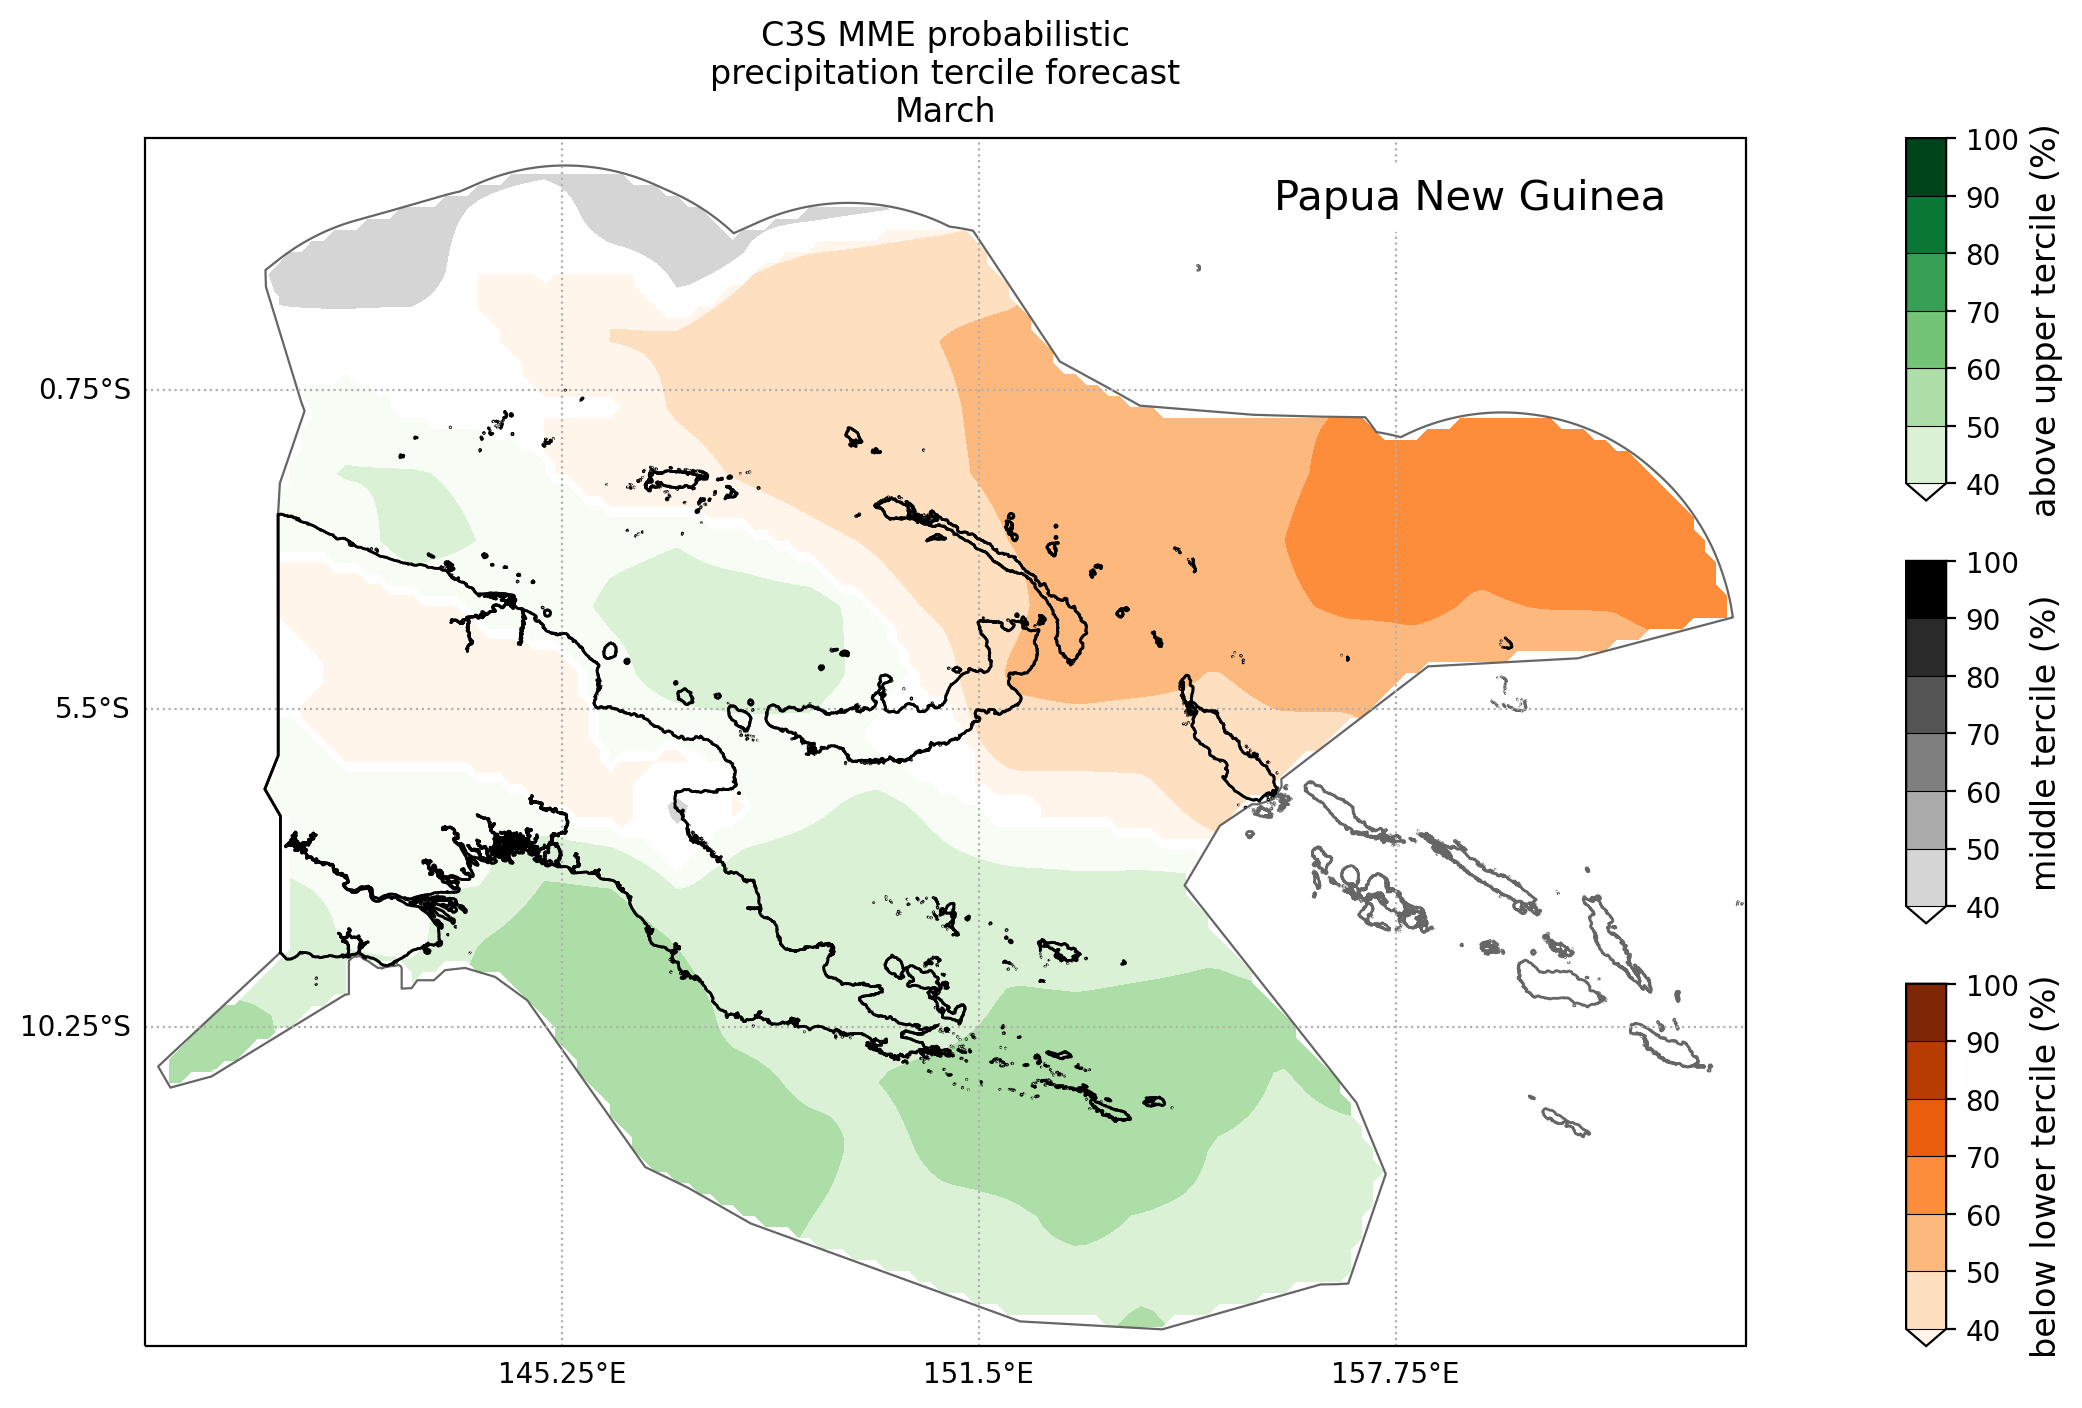 C3S MME probabilistic
precipitation tercile forecast
March
Papua New Guinea
0.75°S
5.5°S
10.25°S
145.25°E
151.5°E
157.75°E
100
90
80
70
60
50
40
above upper tercile (%)
100
90
80
70
60
50
40
middle tercile (%)
100
90
80
70
60
50
40
below lower tercile (%)